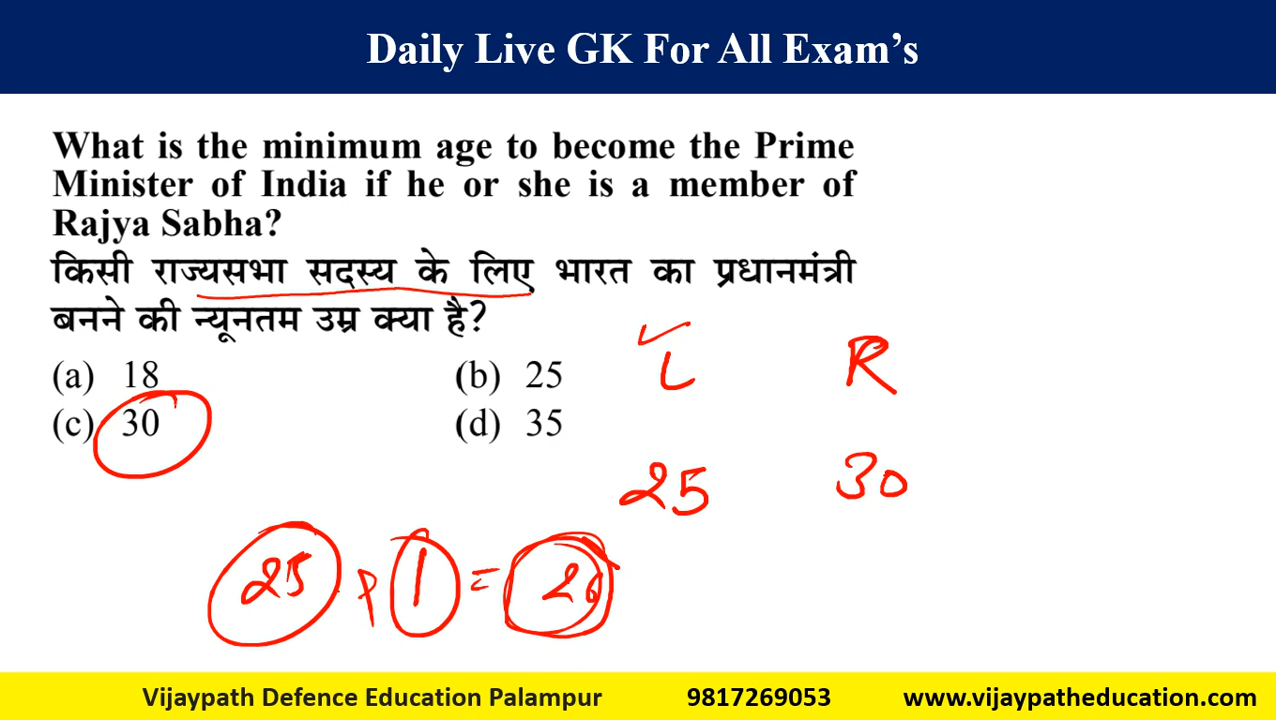 Daily Live GK For All Exam's
What is the minimum age to become the Prime
Minister of India if he or she is a member of
Rajya Sabha?
किसी राज्यसभा सदस्य के लिए भारत का प्रधानमंत्री
बनने की न्यूनतम उम्र क्या है?
(a) 18 (b) 25
(c) 30 (d) 35
L R
25 30
25 1 = 26
Vijaypath Defence Education Palampur 9817269053 www.vijaypatheducation.com